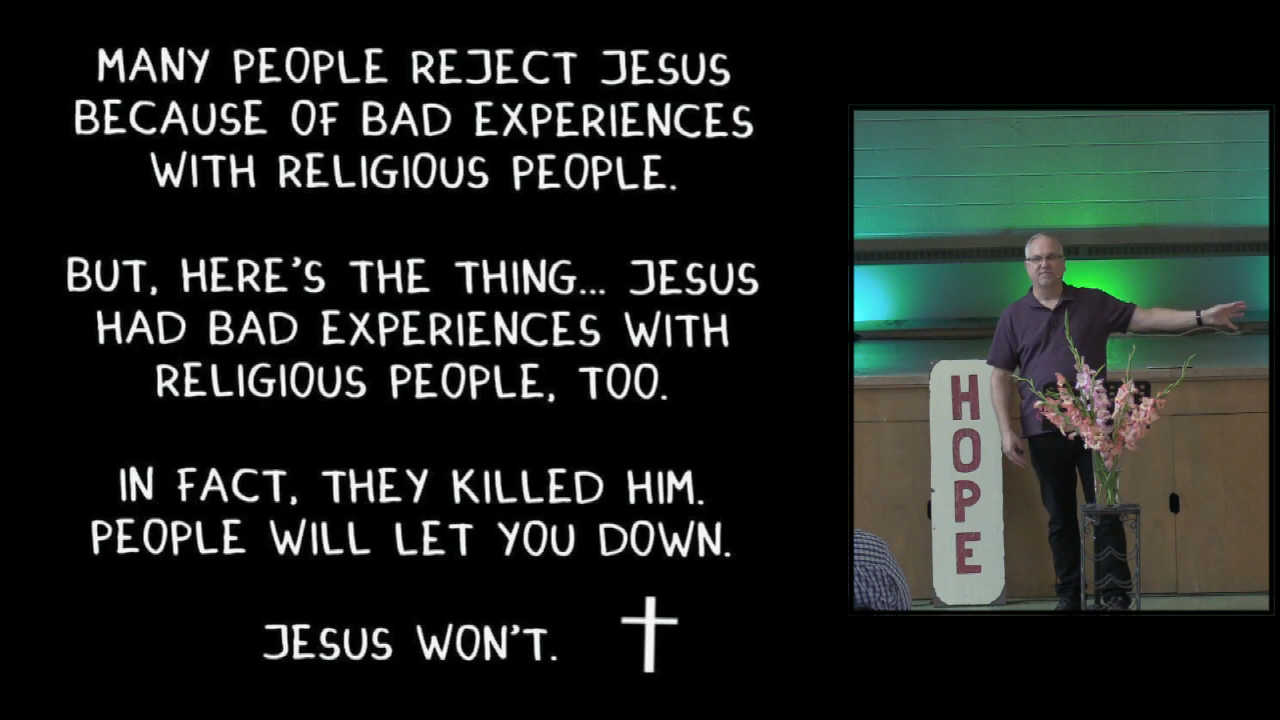 MANY PEOPLE REJECT JESUS
BECAUSE OF BAD EXPERIENCES
WITH RELIGIOUS PEOPLE.
BUT, HERE'S THE THING... JESUS
HAD BAD EXPERIENCES WITH
RELIGIOUS PEOPLE, TOO.
IN FACT, THEY KILLED HIM.
PEOPLE WILL LET YOU DOWN.
JESUS WON'T.
HOPE